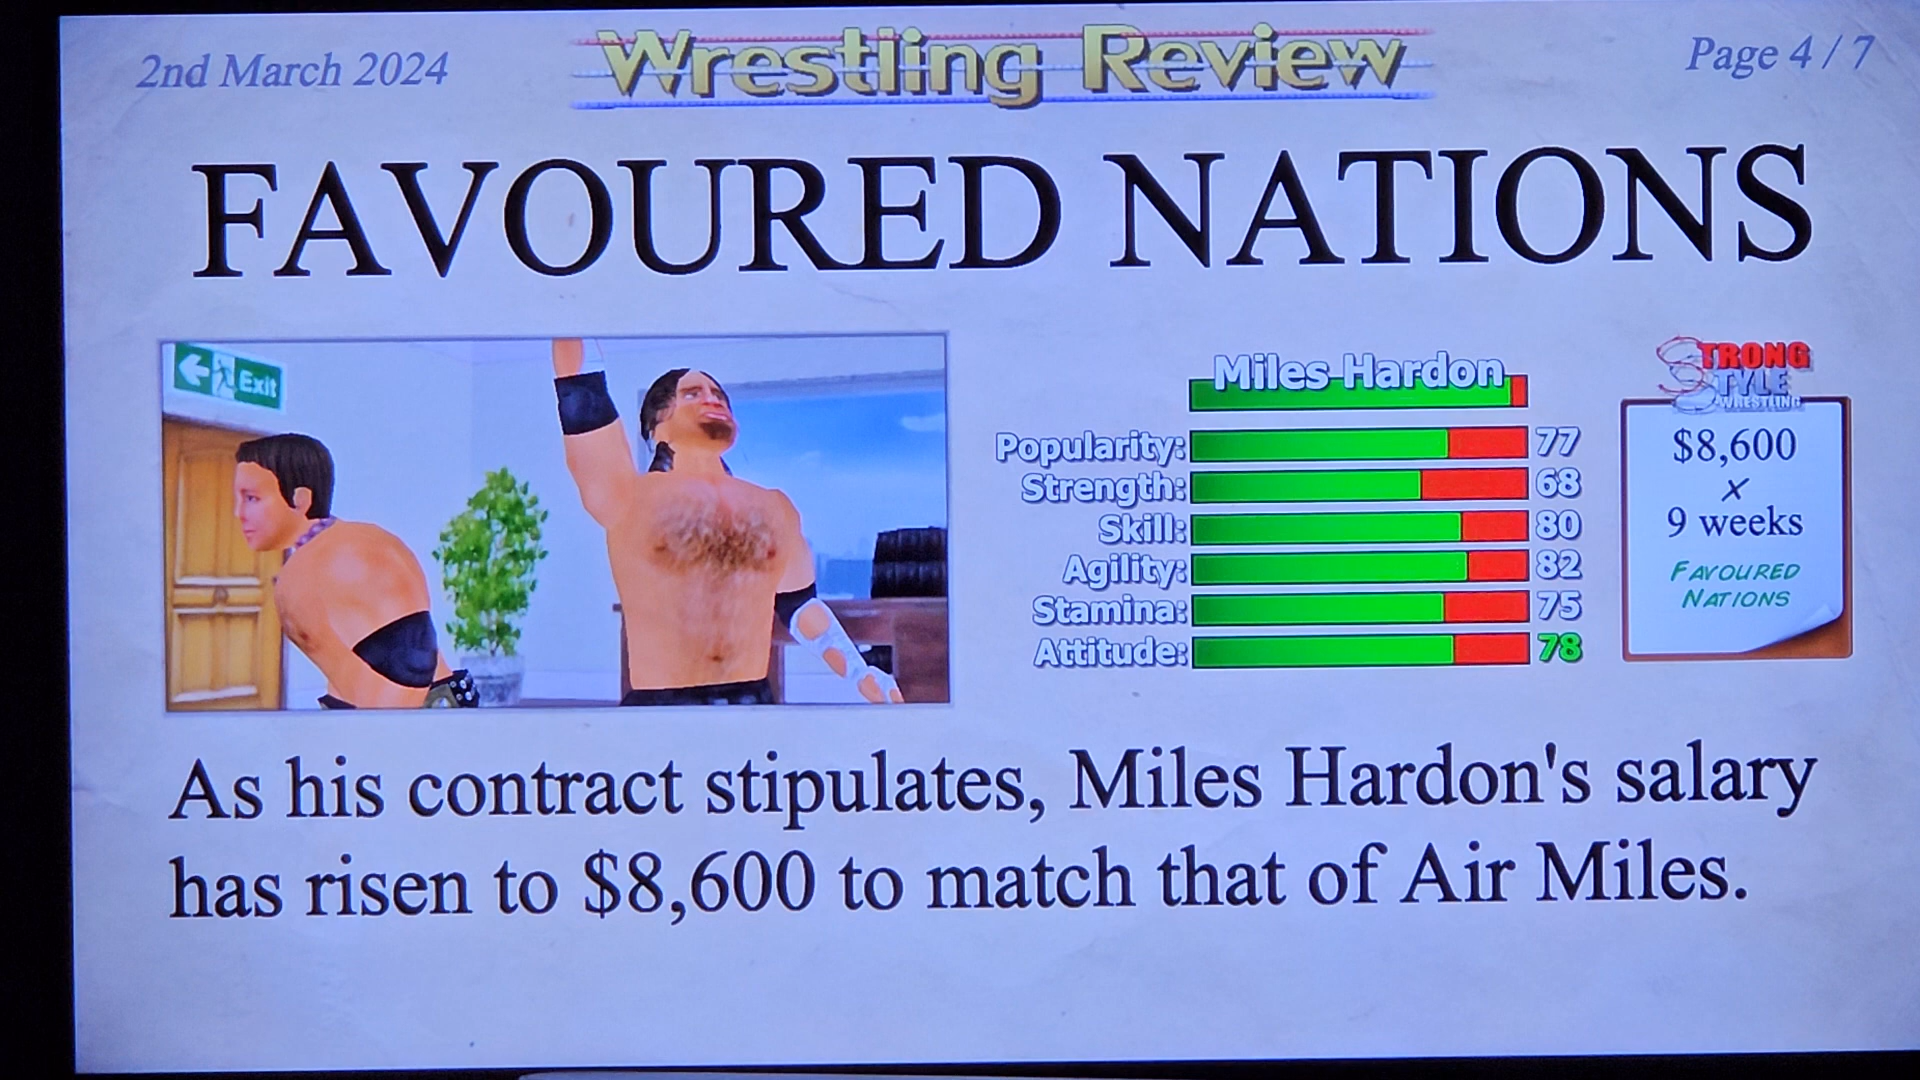 2nd March 2024
Wrestling Review
Page 4 / 7
FAVOURED NATIONS
Exit
Miles Hardon
Popularity: 77
Strength: 68
Skill: 80
Agility: 82
Stamina: 75
Attitude: 78
STRONG
STYLE
WRESTLING
$8,600
x
9 weeks
FAVOURED
NATIONS
As his contract stipulates, Miles Hardon's salary
has risen to $8,600 to match that of Air Miles.